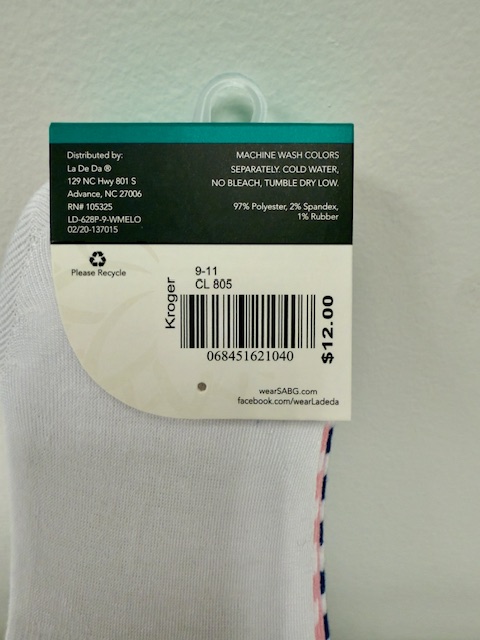 Distributed by:
La De Da ®
129 NC Hwy 801 S
Advance, NC 27006
RN# 105325
LD-628P-9-WMELO
02/20-137015
MACHINE WASH COLORS
SEPARATELY. COLD WATER,
NO BLEACH, TUMBLE DRY LOW.
97% Polyester, 2% Spandex,
1% Rubber
Please Recycle
9-11
CL 805
Kroger
$12.00
068451621040
wearSABG.com
facebook.com/wearLadeda